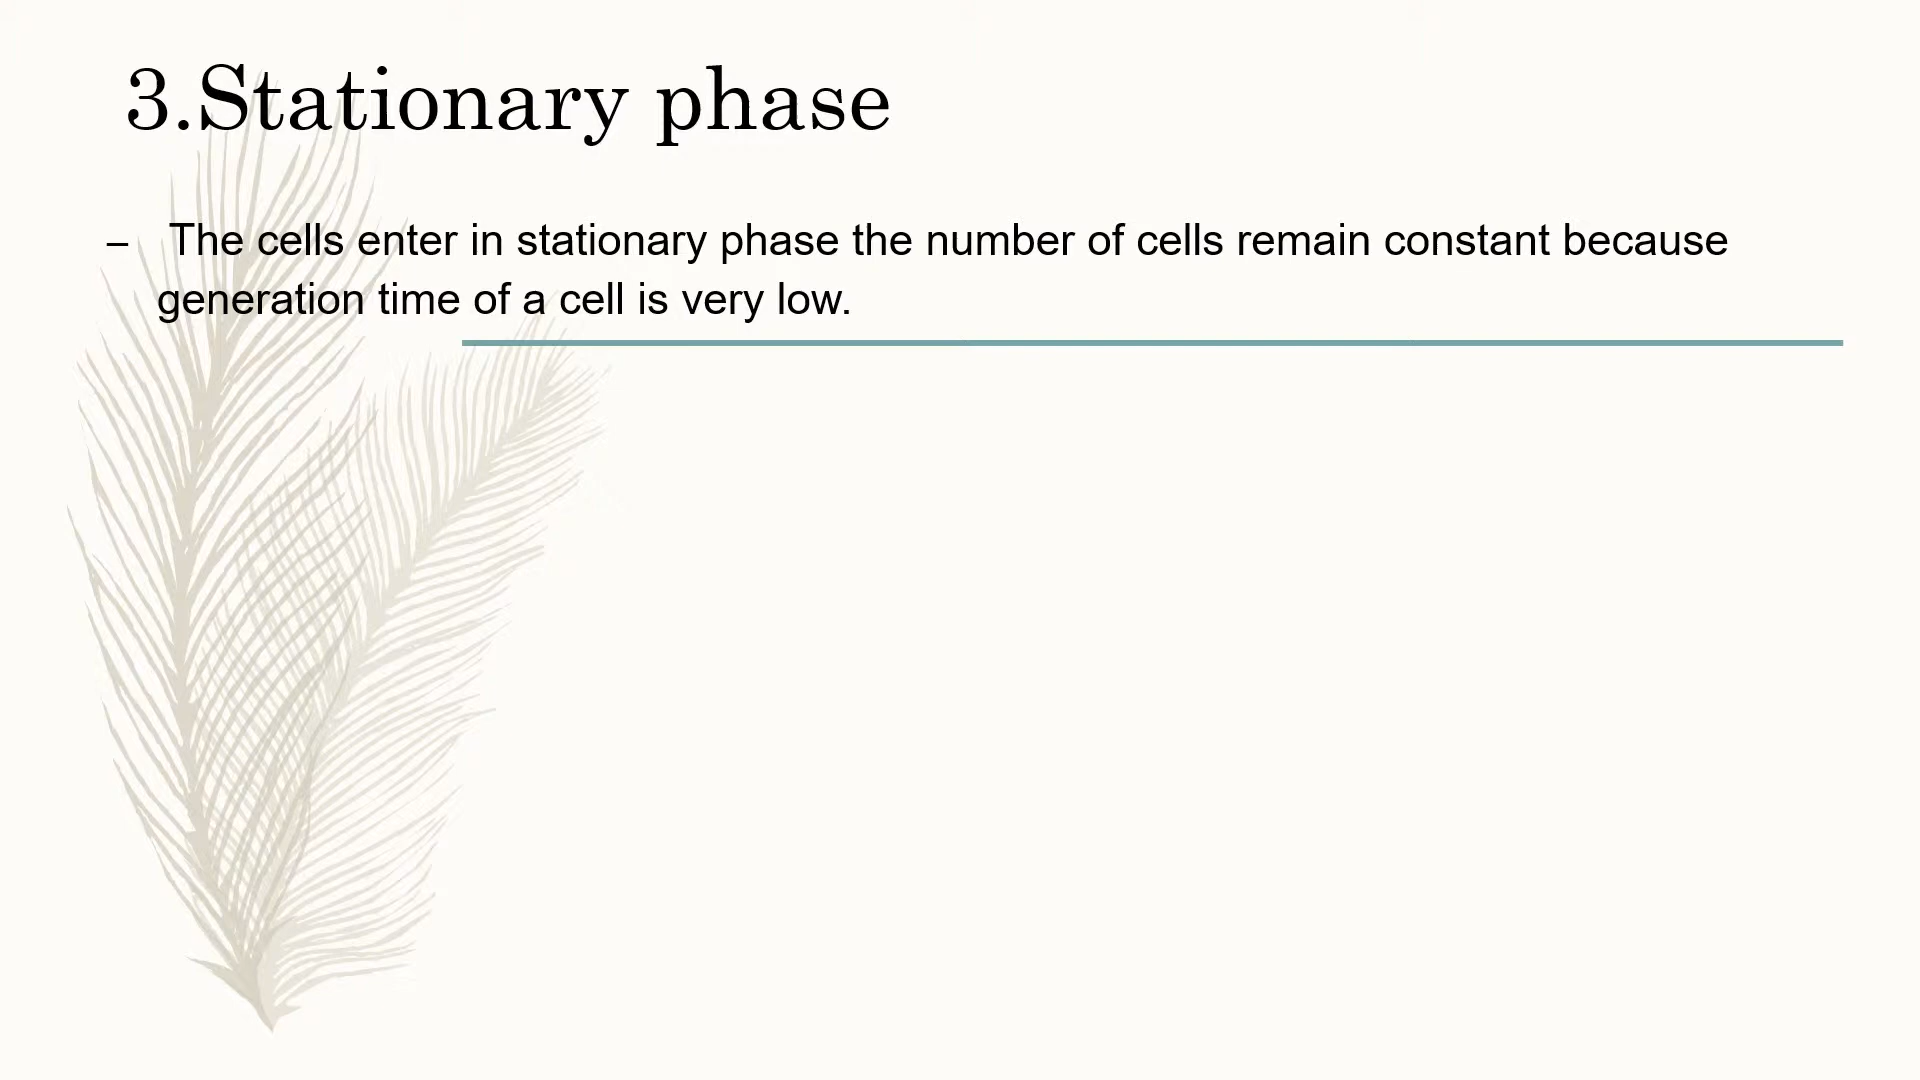 3.Stationary phase
– The cells enter in stationary phase the number of cells remain constant because
generation time of a cell is very low.